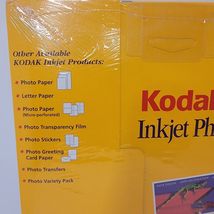 Other Available
KODAK Inkjet Products:
Photo Paper
Letter Paper
Photo Paper
(Micro-perforated)
Photo Transparency Film
Photo Stickers
Photo Greeting
Card Paper
Photo Transfers
Photo Variety Pack
Kodak
Inkjet Ph